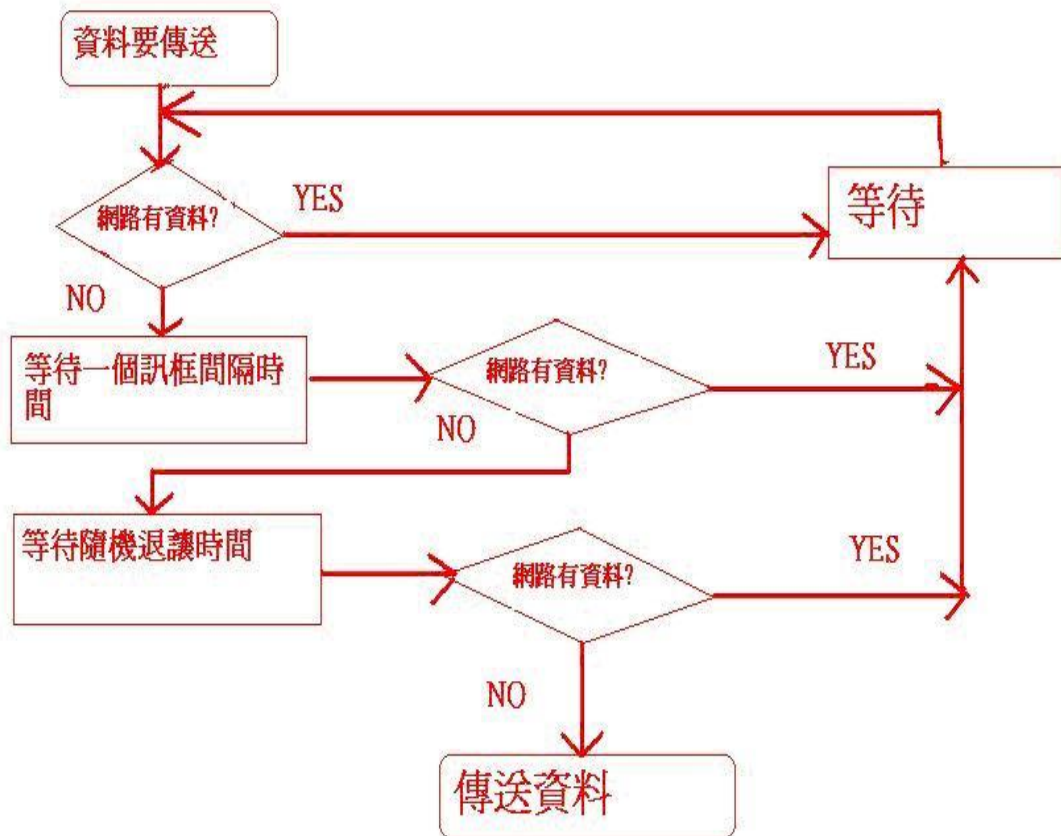 資料要傳送
網路有資料?
YES
等待
NO
等待一個訊框間隔時
間
網路有資料?
YES
NO
等待隨機退讓時間
網路有資料?
YES
NO
傳送資料